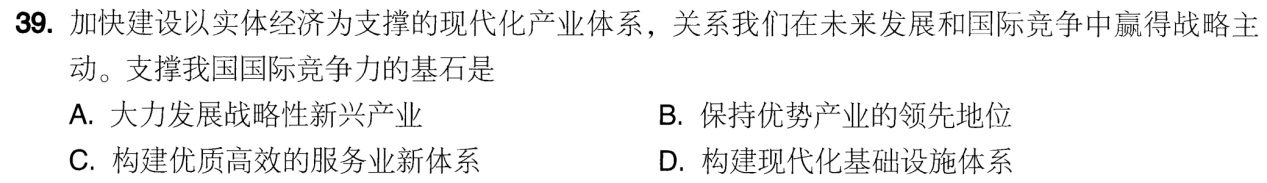 39. 加快建设以实体经济为支撑的现代化产业体系，关系我们在未来发展和国际竞争中赢得战略主
动。支撑我国国际竞争力的基石是
A. 大力发展战略性新兴产业 B. 保持优势产业的领先地位
C. 构建优质高效的服务业新体系 D. 构建现代化基础设施体系